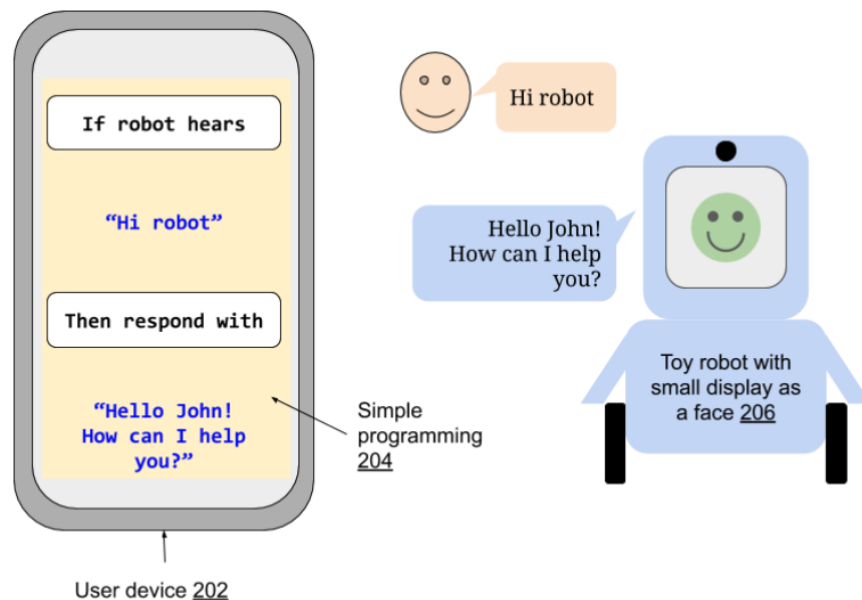 If robot hears
“Hi robot”
Then respond with
“Hello John!
How can I help
you?”
Simple
programming
204
User device 202
Hi robot
Hello John!
How can I help
you?
Toy robot with
small display as
a face 206